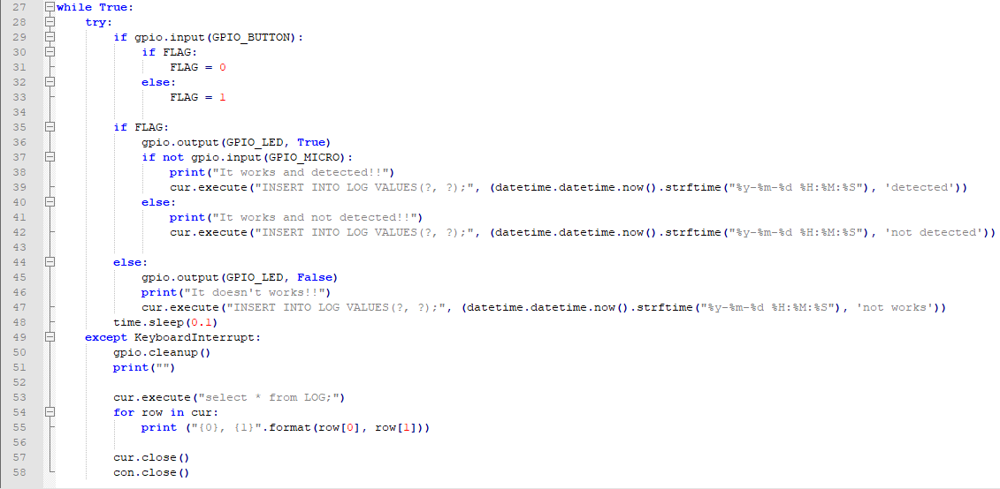 27 while True:
28     try:
29         if gpio.input(GPIO_BUTTON):
30             if FLAG:
31                 FLAG = 0
32             else:
33                 FLAG = 1
34
35         if FLAG:
36             gpio.output(GPIO_LED, True)
37             if not gpio.input(GPIO_MICRO):
38                 print("It works and detected!!")
39                 cur.execute("INSERT INTO LOG VALUES(?, ?);", (datetime.datetime.now().strftime("%y-%m-%d %H:%M:%S"), 'detected'))
40             else:
41                 print("It works and not detected!!")
42                 cur.execute("INSERT INTO LOG VALUES(?, ?);", (datetime.datetime.now().strftime("%y-%m-%d %H:%M:%S"), 'not detected'))
43
44         else:
45             gpio.output(GPIO_LED, False)
46             print("It doesn't works!!")
47             cur.execute("INSERT INTO LOG VALUES(?, ?);", (datetime.datetime.now().strftime("%y-%m-%d %H:%M:%S"), 'not works'))
48         time.sleep(0.1)
49     except KeyboardInterrupt:
50         gpio.cleanup()
51         print("")
52
53         cur.execute("select * from LOG;")
54         for row in cur:
55             print ("{0}, {1}".format(row[0], row[1]))
56
57         cur.close()
58         con.close()